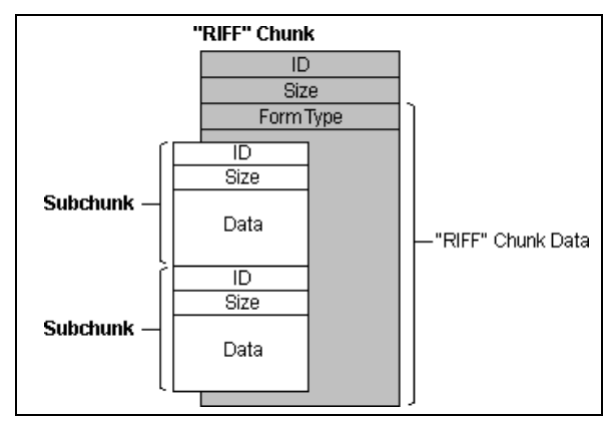 "RIFF" Chunk
ID
Size
Form Type
ID
Size
Subchunk
Data
"RIFF" Chunk Data
ID
Size
Subchunk
Data